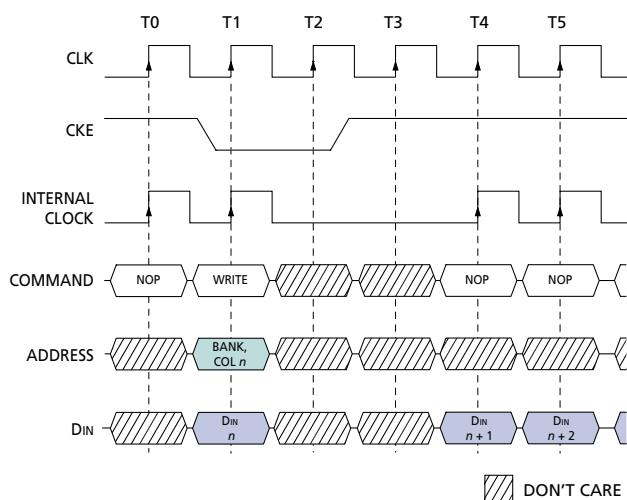 T0 T1 T2 T3 T4 T5
CLK
CKE
INTERNAL
CLOCK
COMMAND NOP WRITE NOP NOP
ADDRESS BANK,
COL n
DIN DIN
n DIN
n + 1 DIN
n + 2
DON'T CARE